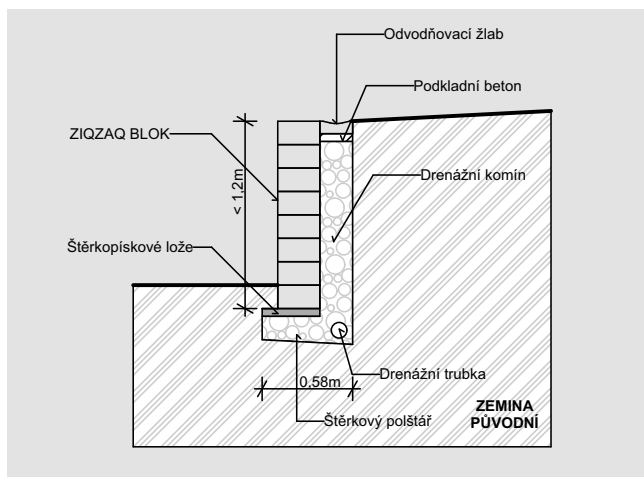 Odvodňovací žlab
Podkladní beton
ZIQZAQ BLOK
Drenážní komín
< 1,2m
Štěrkopískové lože
Drenážní trubka
0,58m
ZEMINA
PŮVODNÍ
Štěrkový polštář